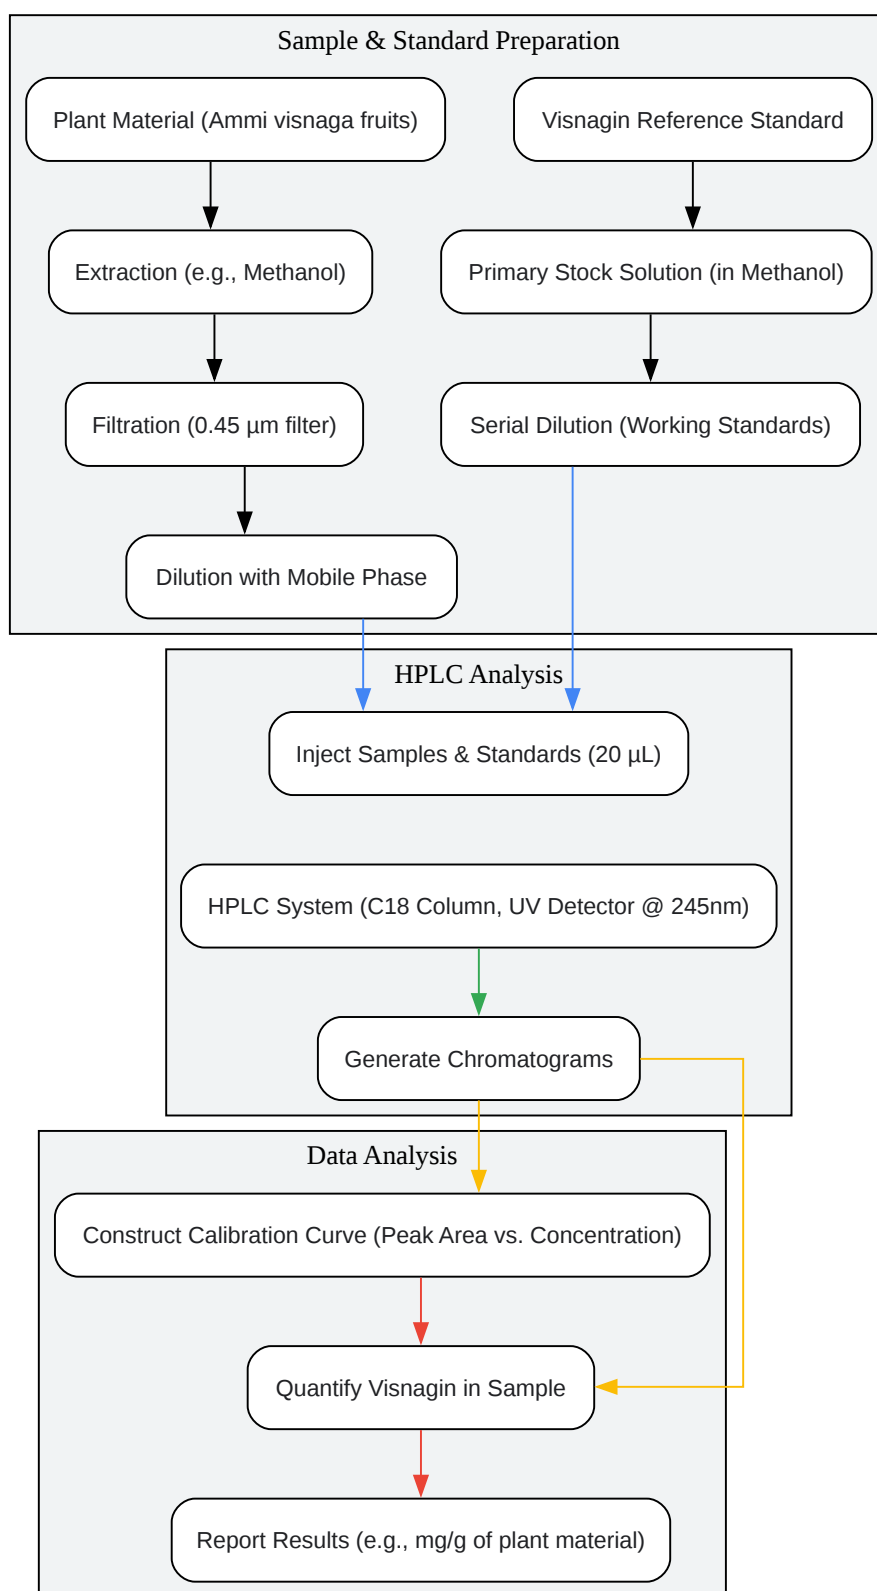 Sample & Standard Preparation
Plant Material (Ammi visnaga fruits)
Visnagin Reference Standard
Extraction (e.g., Methanol)
Primary Stock Solution (in Methanol)
Filtration (0.45 µm filter)
Serial Dilution (Working Standards)
Dilution with Mobile Phase
HPLC Analysis
Inject Samples & Standards (20 µL)
HPLC System (C18 Column, UV Detector @ 245nm)
Generate Chromatograms
Data Analysis
Construct Calibration Curve (Peak Area vs. Concentration)
Quantify Visnagin in Sample
Report Results (e.g., mg/g of plant material)